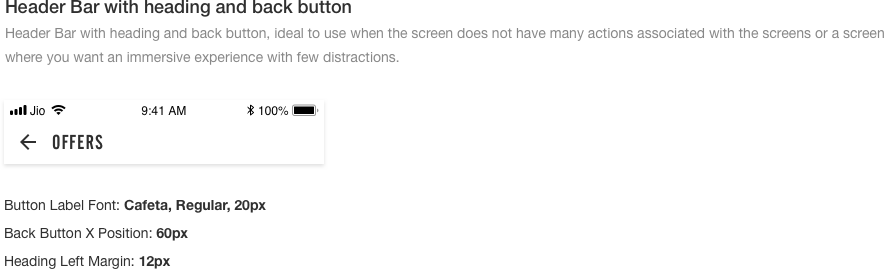 Header Bar with heading and back button
Header Bar with heading and back button, ideal to use when the screen does not have many actions associated with the screens or a screen
where you want an immersive experience with few distractions.
Jio 9:41 AM 100%
OFFERS
Button Label Font: Cafeta, Regular, 20px
Back Button X Position: 60px
Heading Left Margin: 12px